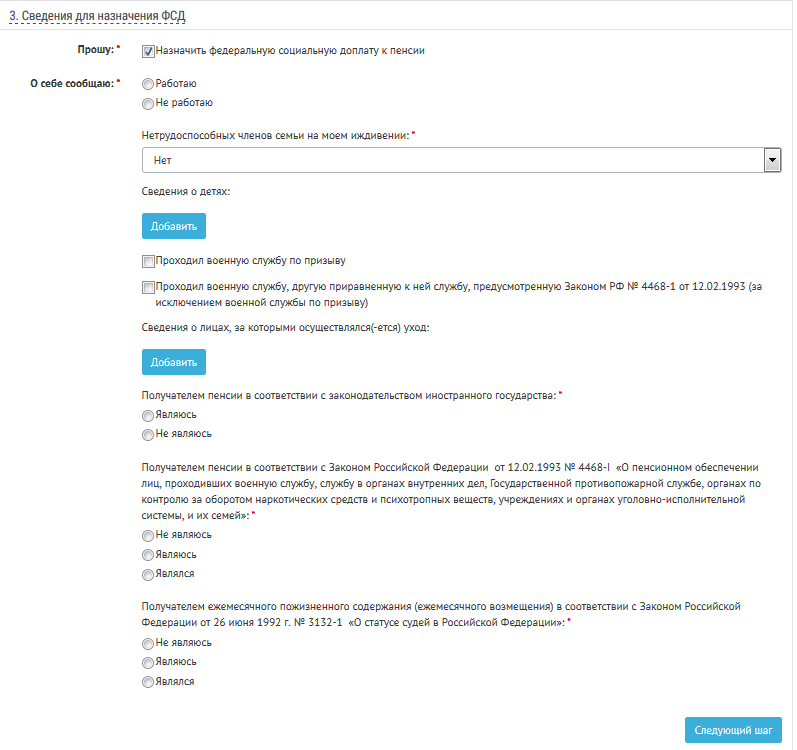 3. Сведения для назначения ФСД
Прошу: * Назначить федеральную социальную доплату к пенсии
О себе сообщаю: * Работаю
Не работаю
Нетрудоспособных членов семьи на моем иждивении: *
Нет
Сведения о детях:
Добавить
Проходил военную службу по призыву
Проходил военную службу, другую приравненную к ней службу, предусмотренную Законом РФ № 4468-1 от 12.02.1993 (за
исключением военной службы по призыву)
Сведения о лицах, за которыми осуществлялся(-ется) уход:
Добавить
Получателем пенсии в соответствии с законодательством иностранного государства: *
Являюсь
Не являюсь
Получателем пенсии в соответствии с Законом Российской Федерации от 12.02.1993 № 4468-I «О пенсионном обеспечении
лиц, проходивших военную службу, службу в органах внутренних дел, Государственной противопожарной службе, органах по
контролю за оборотом наркотических средств и психотропных веществ, учреждениях и органах уголовно-исполнительной
системы, и их семей»: *
Не являюсь
Являюсь
Являлся
Получателем ежемесячного пожизненного содержания (ежемесячного возмещения) в соответствии с Законом Российской
Федерации от 26 июня 1992 г. № 3132-1 «О статусе судей в Российской Федерации»: *
Не являюсь
Являюсь
Являлся
Следующий шаг